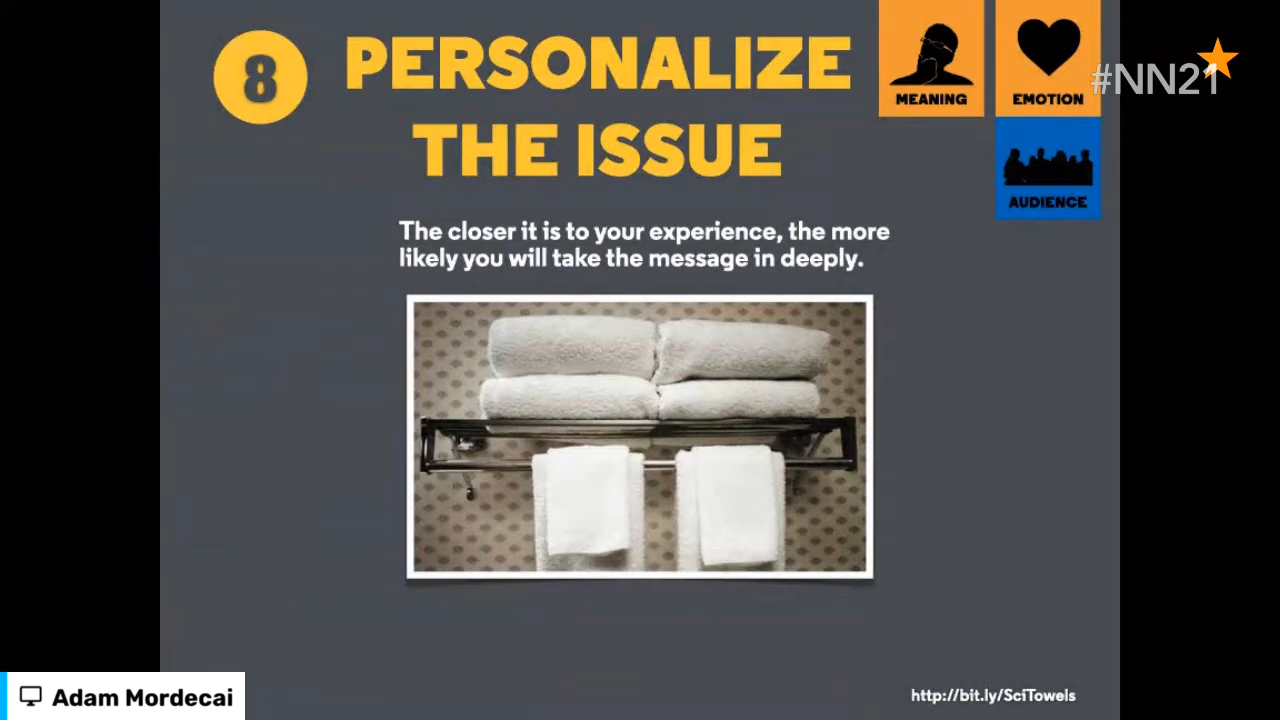 8
PERSONALIZE
THE ISSUE
MEANING
EMOTION
#NN21
AUDIENCE
The closer it is to your experience, the more
likely you will take the message in deeply.
Adam Mordecai
http://bit.ly/SciTowels